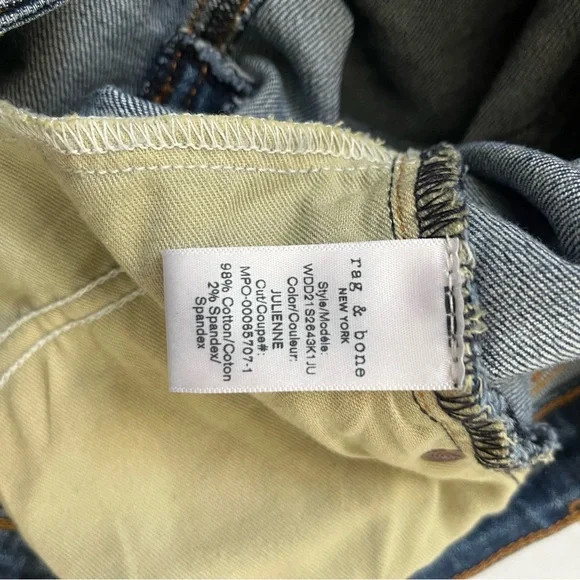 rag & bone
NEW YORK
Style/Modèle:
WDD21S2643K1JU
Color/Couleur:
JULIENNE
Cut/Coupe#:
MPO-00065707-1
98% Cotton/Coton
2% Spandex/
Spandex